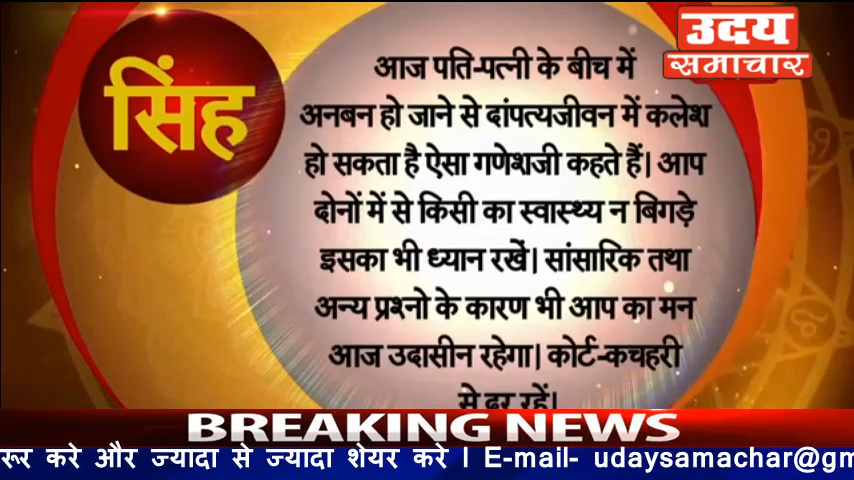 उदय
समाचार
सिंह
आज पति-पत्नी के बीच में
अनबन हो जाने से दांपत्यजीवन में कलेश
हो सकता है ऐसा गणेशजी कहते हैं। आप
दोनों में से किसी का स्वास्थ्य न बिगड़े
इसका भी ध्यान रखें। सांसारिक तथा
अन्य प्रश्नो के कारण भी आप का मन
आज उदासीन रहेगा। कोर्ट-कचहरी
से दूर रहें।
BREAKING NEWS
करे और ज्यादा से ज्यादा शेयर करे । E-mail- udaysamachar@gm